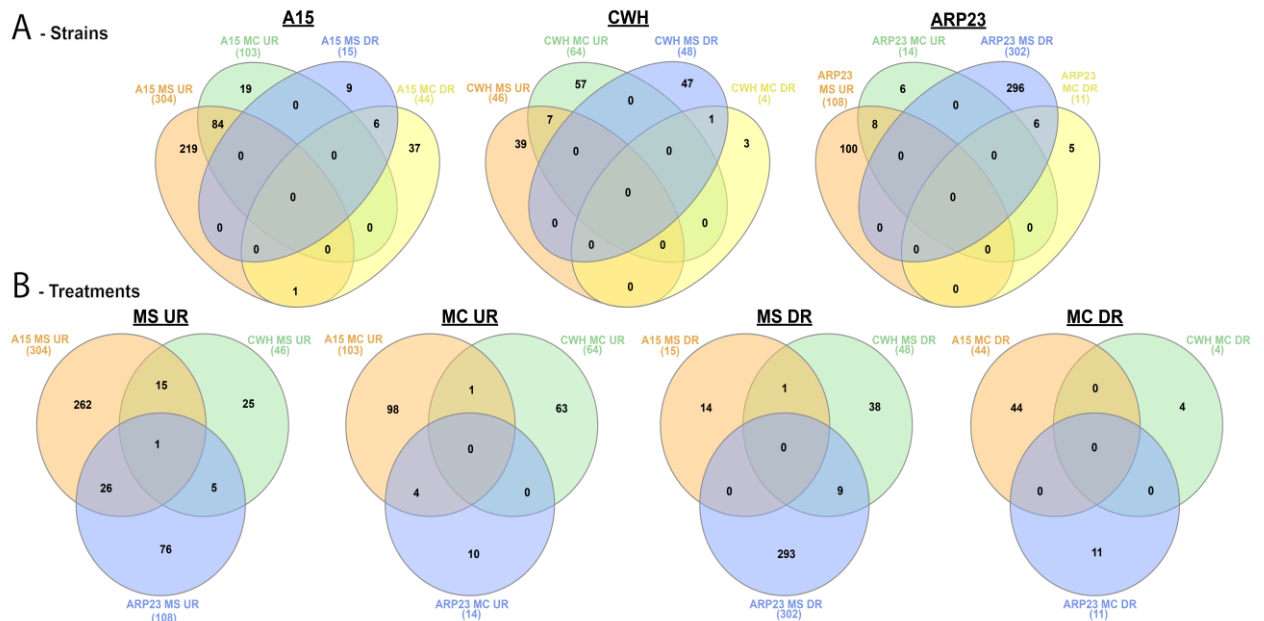 A - Strains
A15
CWH
ARP23
A15 MC UR
(103)
A15 MS DR
(15)
A15 MS UR
(304)
A15 MC DR
(44)
19
9
0
84
6
219
37
0
0
0
0
0
0
0
1
CWH MC UR
(64)
CWH MS DR
(48)
CWH MS UR
(46)
CWH MC DR
(4)
57
47
0
7
1
39
3
0
0
0
0
0
0
0
0
ARP23 MC UR
(14)
ARP23 MS DR
(302)
ARP23
MS UR
(108)
ARP23
MC DR
(11)
6
296
0
8
6
100
5
0
0
0
0
0
0
0
0
B - Treatments
MS UR
A15 MS UR
(304)
CWH MS UR
(46)
15
262
25
1
26
5
76
ARP23 MS UR
(108)
MC UR
A15 MC UR
(103)
CWH MC UR
(64)
1
98
63
0
4
0
10
ARP23 MC UR
(14)
MS DR
A15 MS DR
(15)
CWH MS DR
(48)
1
14
38
0
0
9
293
ARP23 MS DR
(302)
MC DR
A15 MC DR
(44)
CWH MC DR
(4)
0
44
4
0
0
0
11
ARP23 MC DR
(11)